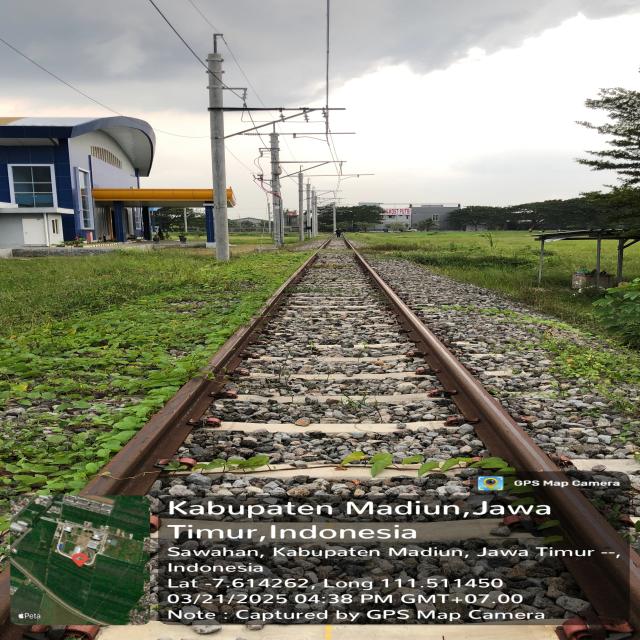 GPS Map Camera
Kabupaten Madiun,Jawa
Timur,Indonesia
Sawahan, Kabupaten Madiun, Jawa Timur --,
Indonesia
Lat -7.614262, Long 111.511450
03/21/2025 04:38 PM GMT+07.00
Note : Captured by GPS Map Camera
Peta